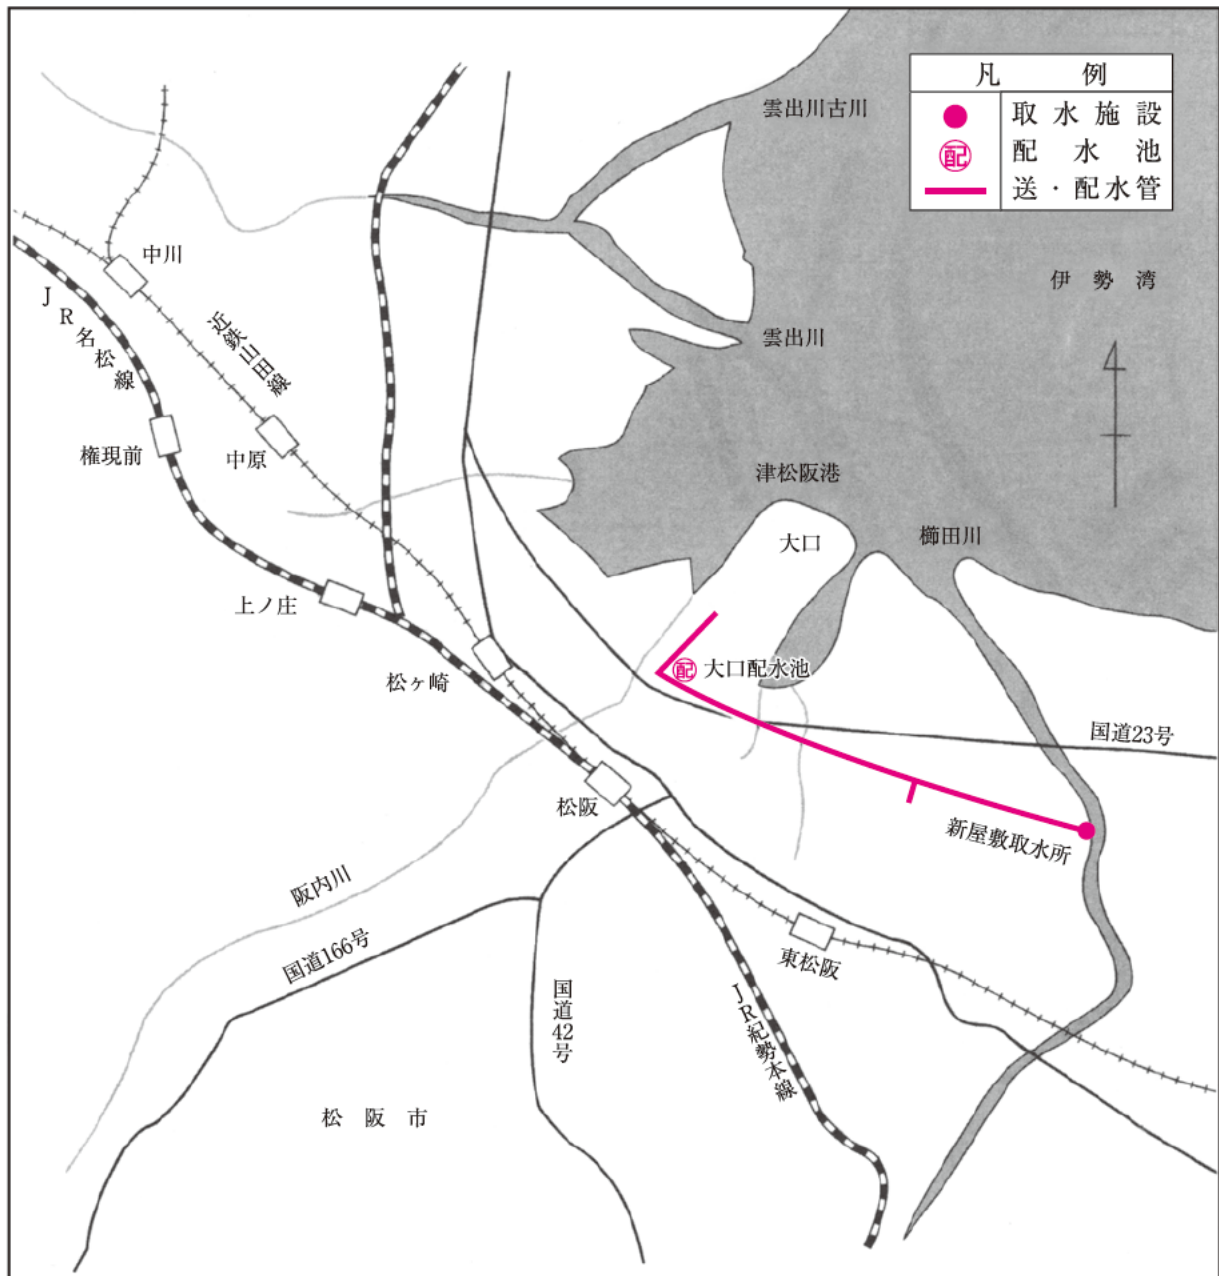 凡例
取水施設
配
配水池
送・配水管
雲出川古川
伊勢湾
中川
JR名松線
近鉄山田線
雲出川
権現前
中原
津松阪港
大口
櫛田川
上ノ庄
松ヶ崎
配
大口配水池
国道23号
松阪
新屋敷取水所
阪内川
国道166号
東松阪
国道42号
JR紀勢本線
松阪市